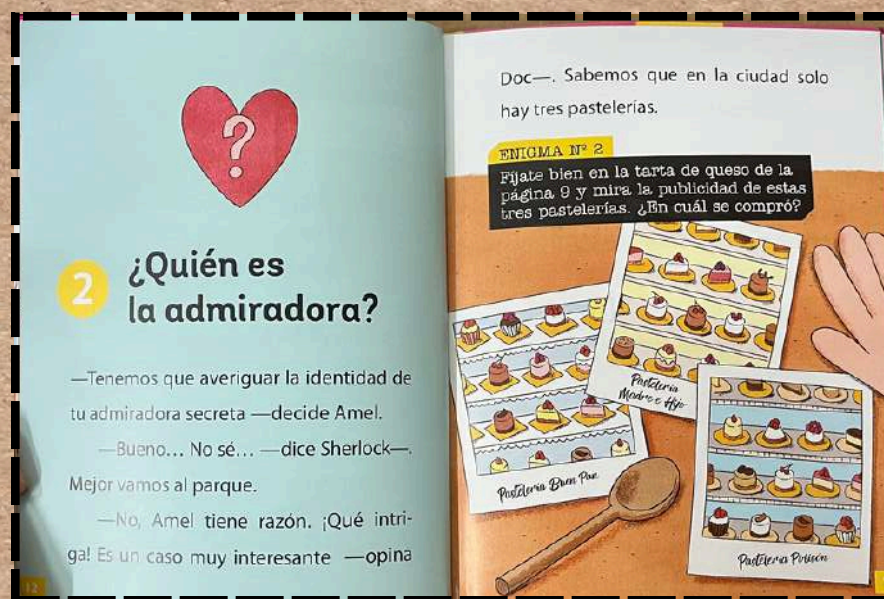 ?
2
¿Quién es
la admiradora?
—Tenemos que averiguar la identidad de
tu admiradora secreta —decide Amel.
—Bueno... No sé... —dice Sherlock—.
Mejor vamos al parque.
—No, Amel tiene razón. ¡Qué intri-
ga! Es un caso muy interesante —opina
12
Doc—. Sabemos que en la ciudad solo
hay tres pastelerías.
ENIGMA Nº 2
Fíjate bien en la tarta de queso de la
página 9 y mira la publicidad de estas
tres pastelerías. ¿En cuál se compró?
Pastelería
Madre e Hijo
Pastelería Buen Pan
Pastelería